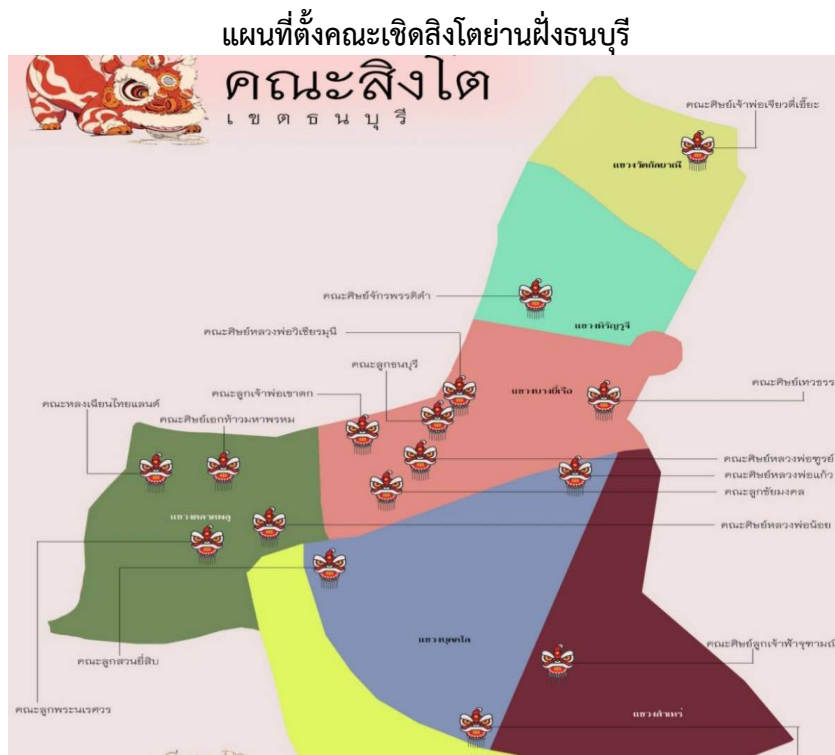 แผนที่ตั้งคณะเชิดสิงโตย่านฝั่งธนบุรี
คณะสิงโต
เขตธนบุรี
คณะศิษย์เจ้าพ่อเจียวตี่เฮี๊ยะ
แขวงวัดกัลยาณ์
คณะศิษย์จักรพรรดิดำ
แขวงหิรัญรูจี
คณะศิษย์หลวงพ่อวิเชียรมุนี
คณะลูกธนบุรี
แขวงบางยี่เรือ
คณะศิษย์เทวธรร
คณะลูกเจ้าพ่อเขาตก
คณะหลงเนียนไทยแลนด์
คณะศิษย์เอกท้าวมหาพรหม
คณะศิษย์หลวงพ่อฑูรย์
คณะศิษย์หลวงพ่อแก้ว
คณะลูกชัยมงคล
แขวงตลาดพลู
คณะศิษย์หลวงพ่อน้อย
แขวงบุคคโล
คณะศิษย์ลูกเจ้าฟ้าจุฑามณี
คณะลูกสวนยี่สิบ
คณะลูกพระนเรศวร
แขวงสำเหร่